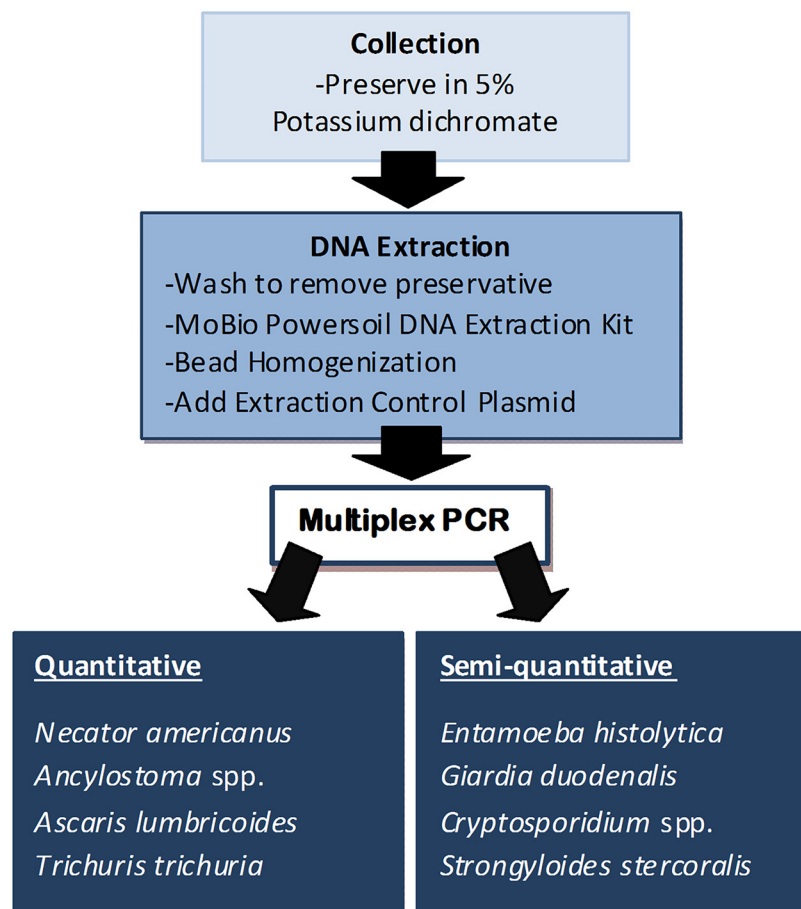 Collection
-Preserve in 5%
Potassium dichromate
DNA Extraction
-Wash to remove preservative
-MoBio Powersoil DNA Extraction Kit
-Bead Homogenization
-Add Extraction Control Plasmid
Multiplex PCR
Quantitative
Necator americanus
Ancylostoma spp.
Ascaris lumbricoides
Trichuris trichuria
Semi-quantitative
Entamoeba histolytica
Giardia duodenalis
Cryptosporidium spp.
Strongyloides stercoralis